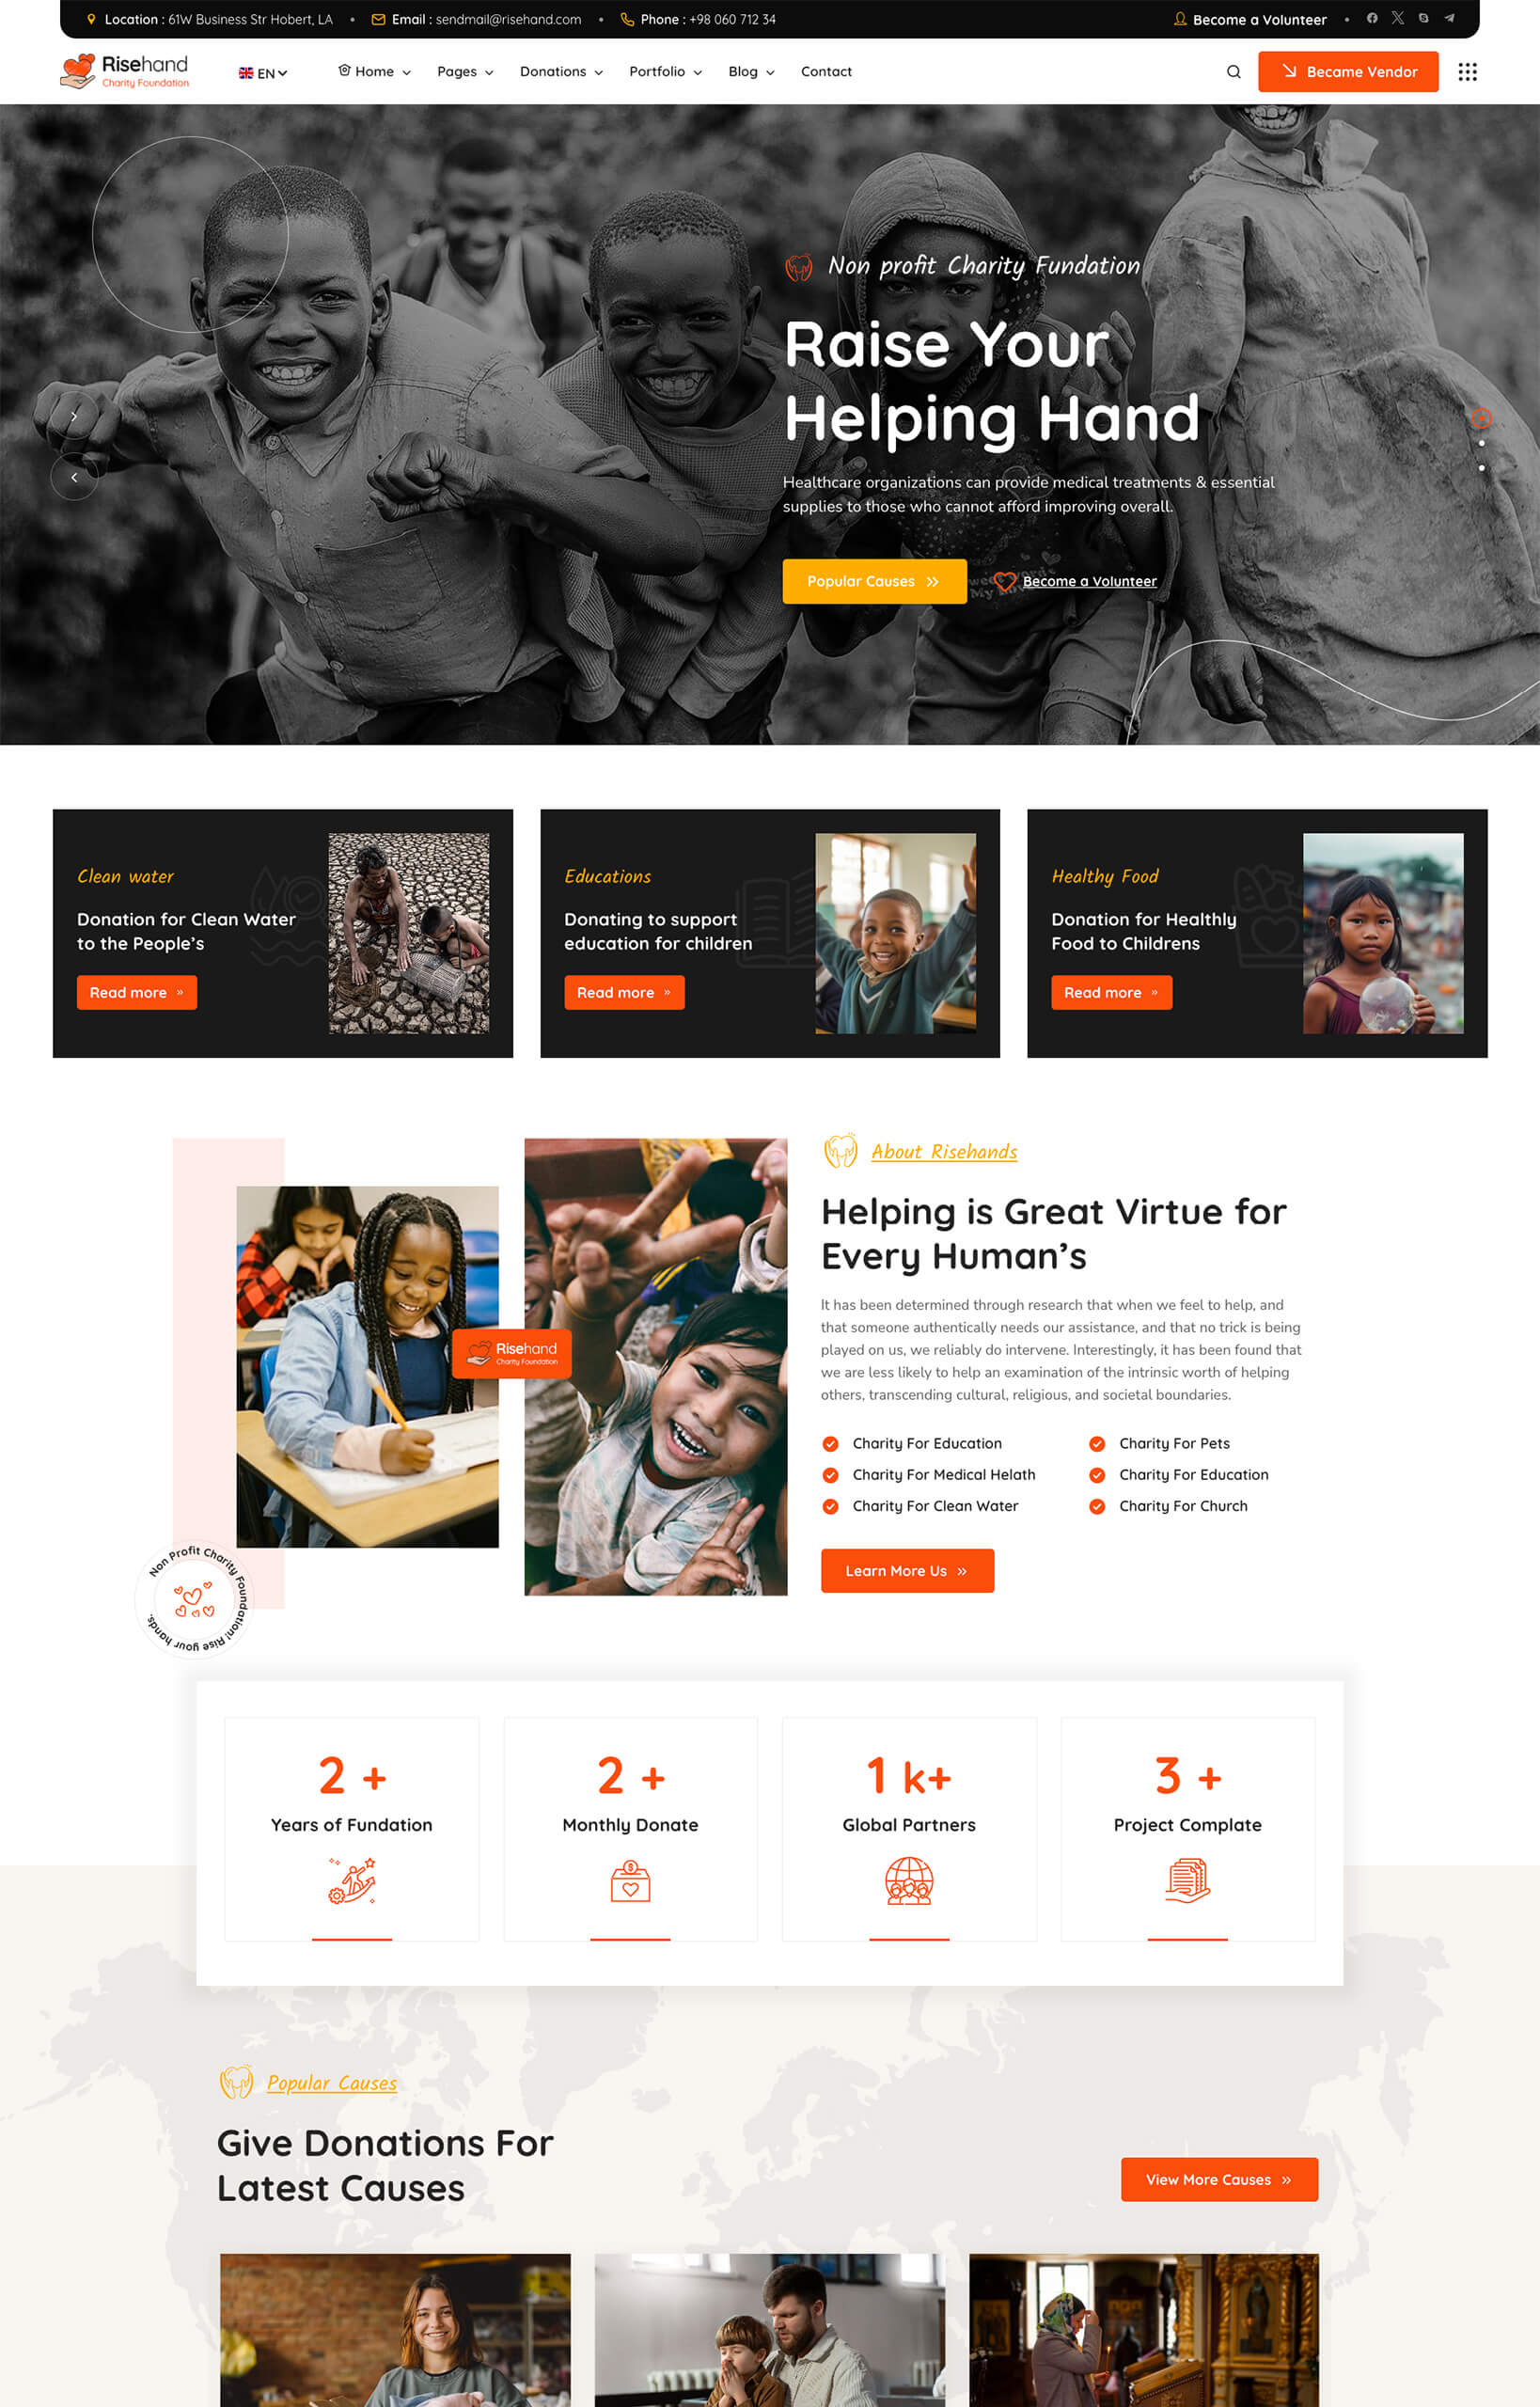 Location : 61W Business Str Hobert, LA • Email : sendmail@risehand.com • Phone : +98 060 712 34
Become a Volunteer
Risehand
Charity Foundation
EN
Home Pages Donations Portfolio Blog Contact
Became Vendor
Non profit Charity Fundation
Raise Your
Helping Hand
Healthcare organizations can provide medical treatments & essential
supplies to those who cannot afford improving overall.
Popular Causes »
Become a Volunteer
Clean water
Donation for Clean Water
to the People’s
Read more »
Educations
Donating to support
education for children
Read more »
Healthy Food
Donation for Healthly
Food to Childrens
Read more »
Risehand
Charity Foundation
Non Profit Charity Foundation! Rise your hands.
About Risehands
Helping is Great Virtue for
Every Human’s
It has been determined through research that when we feel to help, and
that someone authentically needs our assistance, and that no trick is being
played on us, we reliably do intervene. Interestingly, it has been found that
we are less likely to help an examination of the intrinsic worth of helping
others, transcending cultural, religious, and societal boundaries.
Charity For Education
Charity For Medical Helath
Charity For Clean Water
Charity For Pets
Charity For Education
Charity For Church
Learn More Us »
2 +
Years of Fundation
2 +
Monthly Donate
1 k+
Global Partners
3 +
Project Complate
Popular Causes
Give Donations For
Latest Causes
View More Causes »